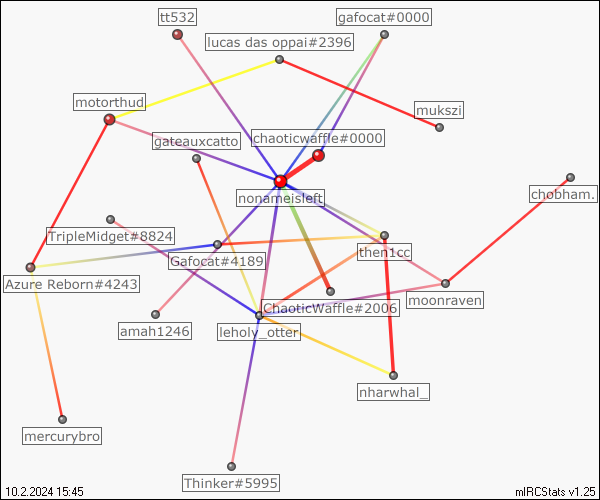 tt532
gafocat#0000
lucas das oppai#2396
motorthud
mukszi
gateauxcatto
chaoticwaffle#0000
nonameisleft
chobham.
TripleMidget#8824
then1cc
Gafocat#4189
Azure Reborn#4243
moonraven
ChaoticWaffle#2006
amah1246
leholy_otter
nharwhal_
mercurybro
Thinker#5995
10.2.2024 15:45
mIRCStats v1.25